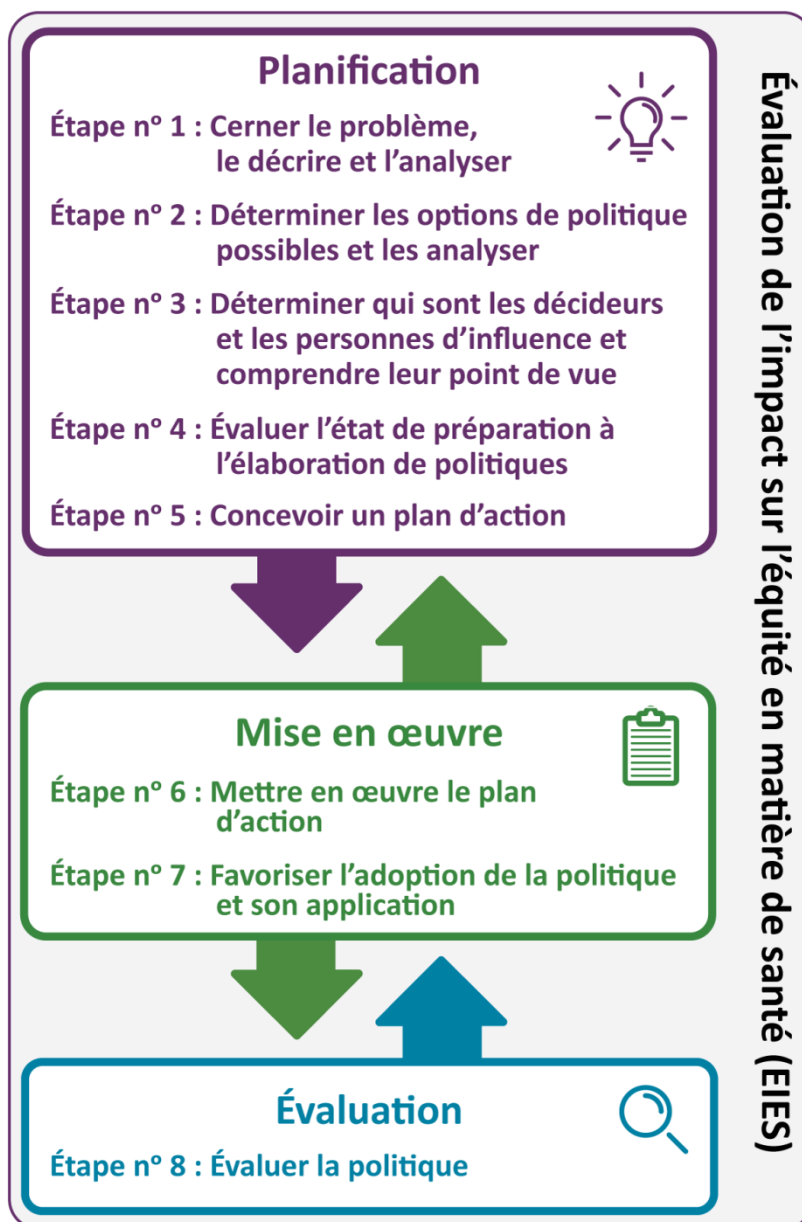 Planification
Étape nº 1 : Cerner le problème,
le décrire et l’analyser
Étape nº 2 : Déterminer les options de politique
possibles et les analyser
Étape nº 3 : Déterminer qui sont les décideurs
et les personnes d’influence et
comprendre leur point de vue
Étape nº 4 : Évaluer l’état de préparation à
l’élaboration de politiques
Étape nº 5 : Concevoir un plan d’action
Mise en œuvre
Étape nº 6 : Mettre en œuvre le plan
d’action
Étape nº 7 : Favoriser l’adoption de la politique
et son application
Évaluation
Étape nº 8 : Évaluer la politique
Évaluation de l’impact sur l’équité en matière de santé (EIES)